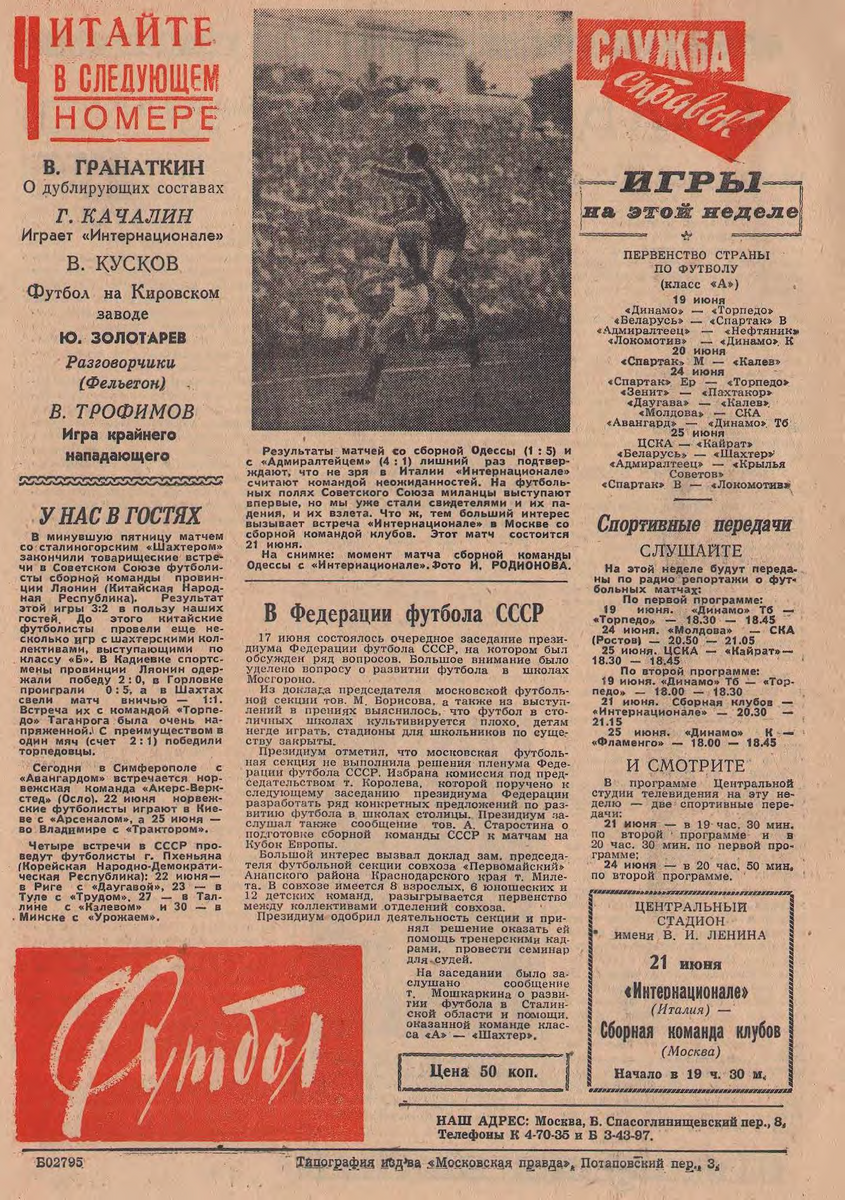 ЧИТАЙТЕ
В СЛЕДУЮЩЕМ
НОМЕРЕ
В. ГРАНАТКИН
О дублирующих составах
Г. КАЧАЛИН
Играет «Интернационале»
В. КУСКОВ
Футбол на Кировском
заводе
Ю. ЗОЛОТАРЕВ
Разговорчики
(Фельетон)
В. ТРОФИМОВ
Игра крайнего
нападающего
У НАС В ГОСТЯХ
В минувшую пятницу матчем
со сталиногорским «Шахтером»
закончили товарищеские встре-
чи в Советском Союзе футболи-
сты сборной команды провин-
ции Ляонин (Китайская Народ-
ная Республика). Результат
этой игры 3:2 в пользу наших
гостей. До этого китайские
футболисты провели еще не-
сколько игр с шахтерскими кол-
лективами, выступающими по
классу «Б». В Кадиевке спортс-
мены провинции Ляонин одер-
жали победу 2:0, в Горловке
проиграли 0:5, а в Шахтах
свели матч вничью — 1:1.
Встреча их с командой «Торпе-
до» Таганрога была очень на-
пряженной. С преимуществом в
один мяч (счет 2:1) победили
торпедовцы.
Сегодня в Симферополе с
«Авангардом» встречается нор-
вежская команда «Акерс-Верк-
стед» (Осло). 22 июня норвеж-
ские футболисты играют в Кие-
ве с «Арсеналом», а 25 июня —
во Владимире с «Трактором».
Четыре встречи в СССР про-
ведут футболисты г. Пхеньяна
(Корейская Народно-Демократи-
ческая Республика): 22 июня—
в Риге с «Даугавой», 23 — в
Туле с «Трудом», 27 — в Тал-
лине с «Калевом» и 30 — в
Минске с «Урожаем».
Результаты матчей со сборной Одессы (1 : 5) и
с «Адмиралтейцем» (4 : 1) лишний раз подтвер-
ждают, что не зря в Италии «Интернационале»
считают командой неожиданностей. На футболь-
ных полях Советского Союза миланцы выступают
впервые, но мы уже стали свидетелями и их па-
дения, и их взлета. Что ж, тем больший интерес
вызывает встреча «Интернационале» в Москве со
сборной командой клубов. Этот матч состоится
21 июня.
На снимке: момент матча сборной команды
Одессы с «Интернационале». Фото И. РОДИОНОВА.
В Федерации футбола СССР
17 июня состоялось очередное заседание прези-
диума Федерации футбола СССР, на котором был
обсужден ряд вопросов. Большое внимание было
уделено вопросу о развитии футбола в школах
Мосгороно.
Из доклада председателя московской футболь-
ной секции тов. М. Борисова, а также из выступ-
лений в прениях выяснилось, что футбол в сто-
личных школах культивируется плохо, детям
негде играть, стадионы для школьников по суще-
ству закрыты.
Президиум отметил, что московская футболь-
ная секция не выполнила решения пленума Феде-
рации футбола СССР. Избрана комиссия под пред-
седательством т. Королева, которой поручено к
следующему заседанию президиума Федерации
разработать ряд конкретных предложений по раз-
витию футбола в школах столицы. Президиум за-
слушал также сообщение тов. А. Старостина о
подготовке сборной команды СССР к матчам на
Кубок Европы.
Большой интерес вызвал доклад зам. председа-
теля футбольной секции совхоза «Первомайский»
Анапского района Краснодарского края т. Миле-
та. В совхозе имеется 8 взрослых, 6 юношеских и
12 детских команд, разыгрывается первенство
между коллективами отделений совхоза.
Президиум одобрил деятельность секции и при-
нял решение оказать ей
помощь тренерскими кад-
рами, провести семинар
для судей.
На заседании было за-
слушано сообщение
т. Мошкаркина о разви-
тии футбола в Сталин-
ской области и помощи,
оказанной команде клас-
са «А» — «Шахтер».
Цена 50 коп.
СЛУЖБА
справок
ИГРЫ
на этой неделе
ПЕРВЕНСТВО СТРАНЫ
ПО ФУТБОЛУ
(класс «А»)
19 июня
«Динамо» — «Торпедо»
«Беларусь» — «Спартак» В
«Адмиралтеец» — «Нефтяник»
«Локомотив» — «Динамо» К
20 июня
«Спартак» М — «Калев»
24 июня
«Спартак» Ер — «Торпедо»
«Зенит» — «Пахтакор»
«Даугава» — «Калев»
«Молдова» — СКА
«Авангард» — «Динамо» Тб
25 июня
ЦСКА — «Кайрат»
«Беларусь» — «Шахтер»
«Адмиралтеец» — «Крылья
Советов»
«Спартак» В — «Локомотив»
Спортивные передачи
СЛУШАЙТЕ
На этой неделе будут переда-
ны по радио репортажи о фут-
больных матчах:
По первой программе:
19 июня. «Динамо» Тб —
«Торпедо» — 18.30 — 18.45
24 июня. «Молдова» — СКА
(Ростов) — 20.50 — 21.05
25 июня. ЦСКА — «Кайрат»—
18.30 — 18.45
По второй программе:
19 июня. «Динамо» Тб — «Тор-
педо» — 18.00 — 18.30
21 июня. Сборная клубов —
«Интернационале» — 20.30 —
21.15
25 июня. «Динамо» К —
«Фламенго» — 18.00 — 18.45
И СМОТРИТЕ
В программе Центральной
студии телевидения на эту не-
делю — две спортивные пере-
дачи:
21 июня — в 19 час. 30 мин.
по второй программе и в
20 час. 30 мин. по первой про-
грамме;
24 июня — в 20 час. 50 мин.
по второй программе.
ЦЕНТРАЛЬНЫЙ
СТАДИОН
имени В. И. ЛЕНИНА
21 июня
«Интернационале»
(Италия) —
Сборная команда клубов
(Москва)
Начало в 19 ч. 30 м.
Футбол
НАШ АДРЕС: Москва, Б. Спасоглинищевский пер., 8,
Телефоны К 4-70-35 и Б 3-43-97.
Б02795
Типография изд-ва «Московская правда», Потаповский пер., 3.